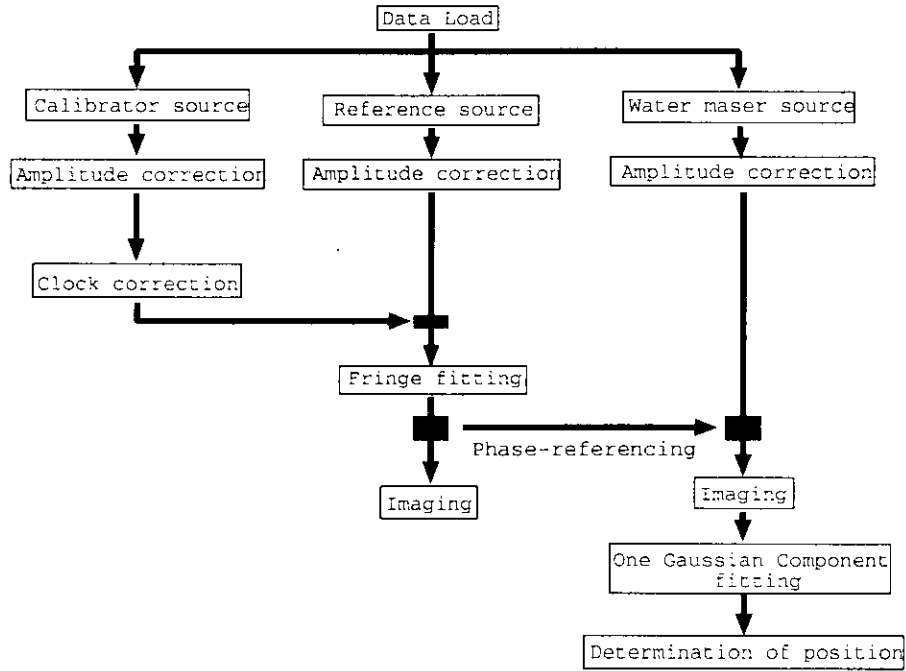 Data Load
Calibrator source
Reference source
Water maser source
Amplitude correction
Amplitude correction
Amplitude correction
Clock correction
Fringe fitting
Phase-referencing
Imaging
Imaging
One Gaussian Component
fitting
Determination of position